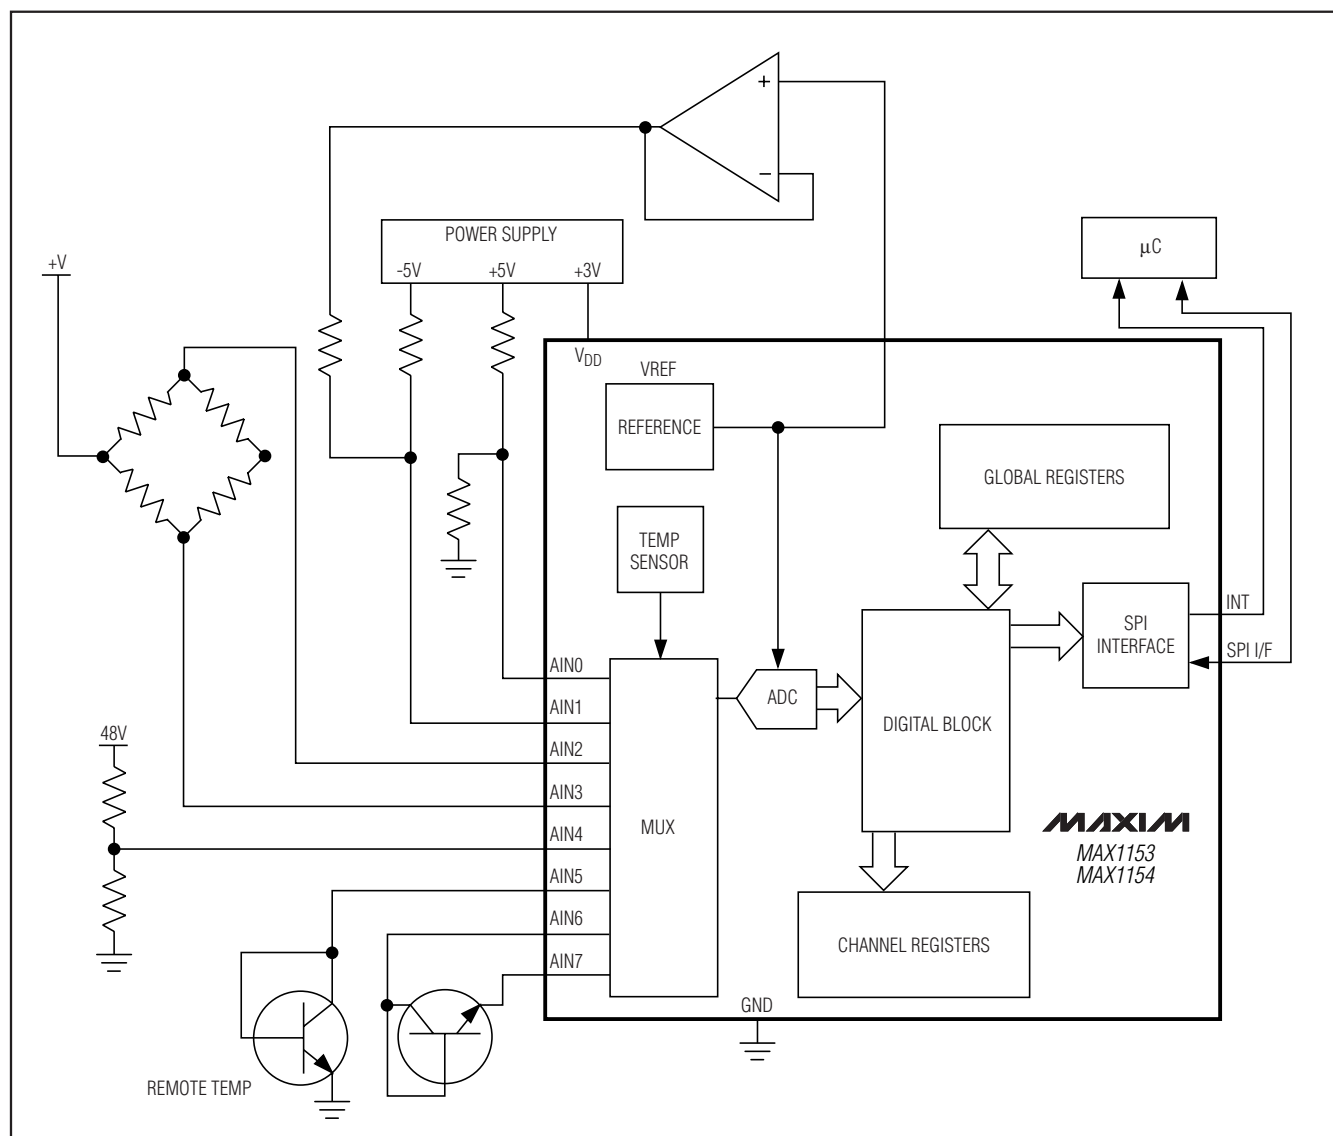 +
−
POWER SUPPLY
-5V +5V +3V
µC
+V
VDD
VREF
REFERENCE
GLOBAL REGISTERS
TEMP
SENSOR
INT
SPI
INTERFACE
SPI I/F
AIN0
AIN1
AIN2
AIN3
AIN4
AIN5
AIN6
AIN7
ADC
DIGITAL BLOCK
48V
MUX
MAXIM
MAX1153
MAX1154
CHANNEL REGISTERS
GND
REMOTE TEMP